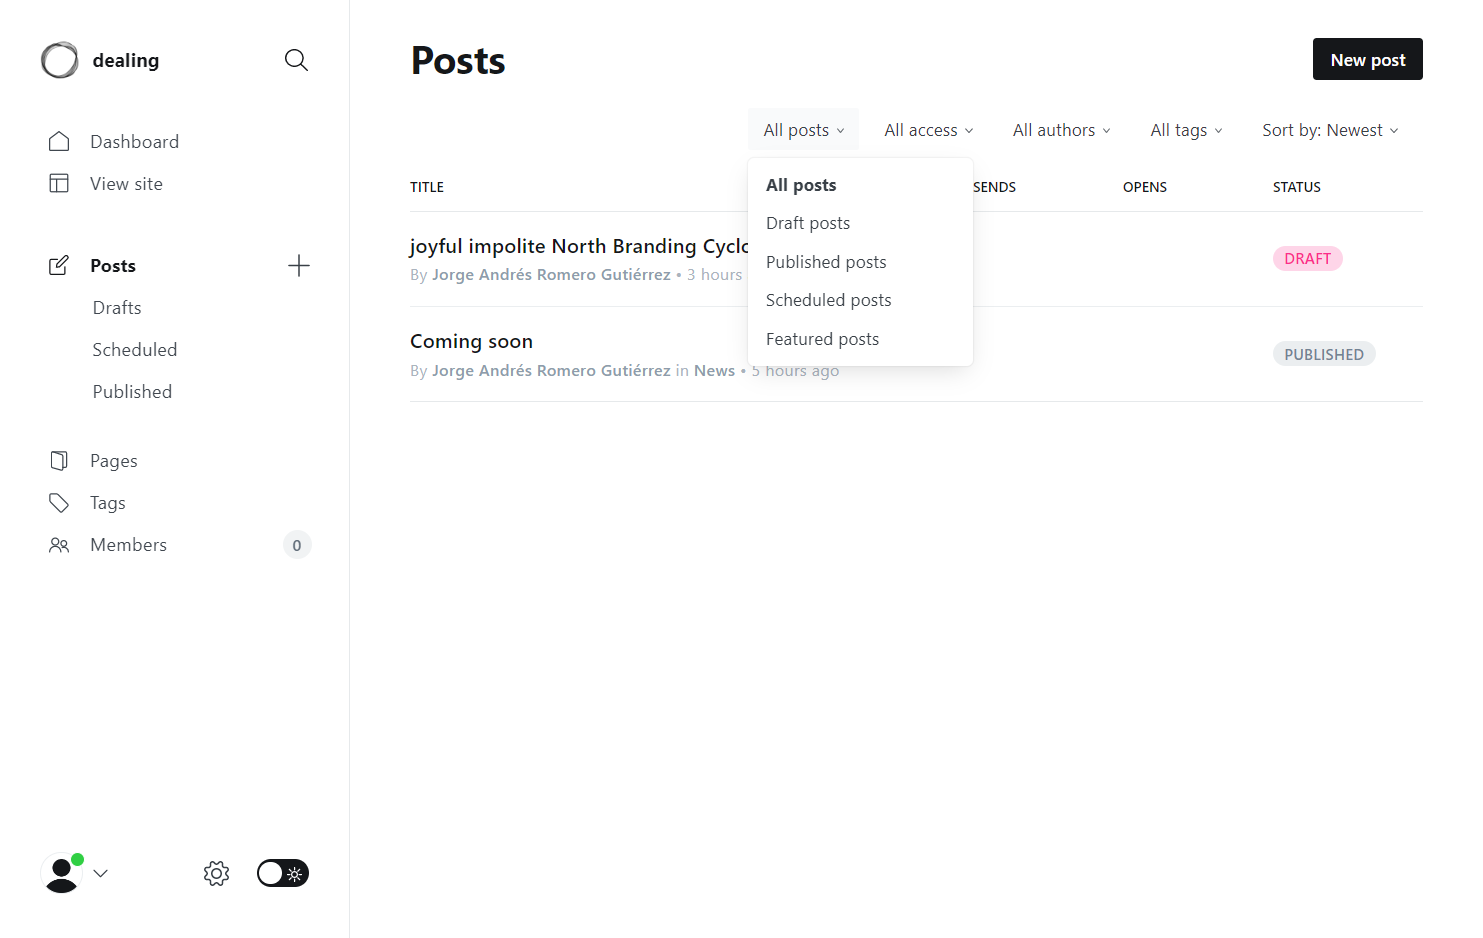 dealing
Dashboard
View site
Posts
Drafts
Scheduled
Published
Pages
Tags
Members
0
Posts
New post
All posts
All access
All authors
All tags
Sort by: Newest
All posts
Draft posts
Published posts
Scheduled posts
Featured posts
TITLE
SENDS
OPENS
STATUS
joyful impolite North Branding Cyclo
By Jorge Andrés Romero Gutiérrez • 3 hours
DRAFT
Coming soon
By Jorge Andrés Romero Gutiérrez in News • 5 hours ago
PUBLISHED